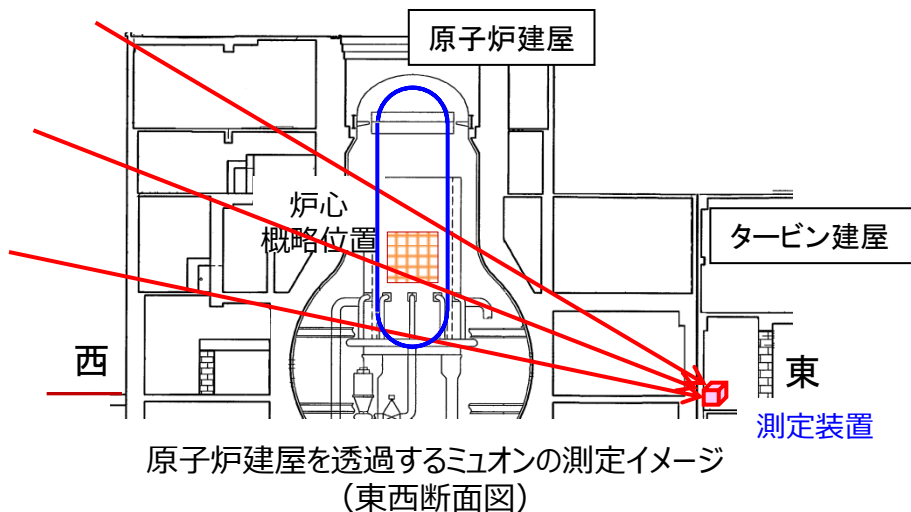 原子炉建屋
炉心
概略位置
タービン建屋
西
東
測定装置
原子炉建屋を透過するミュオンの測定イメージ
（東西断面図）